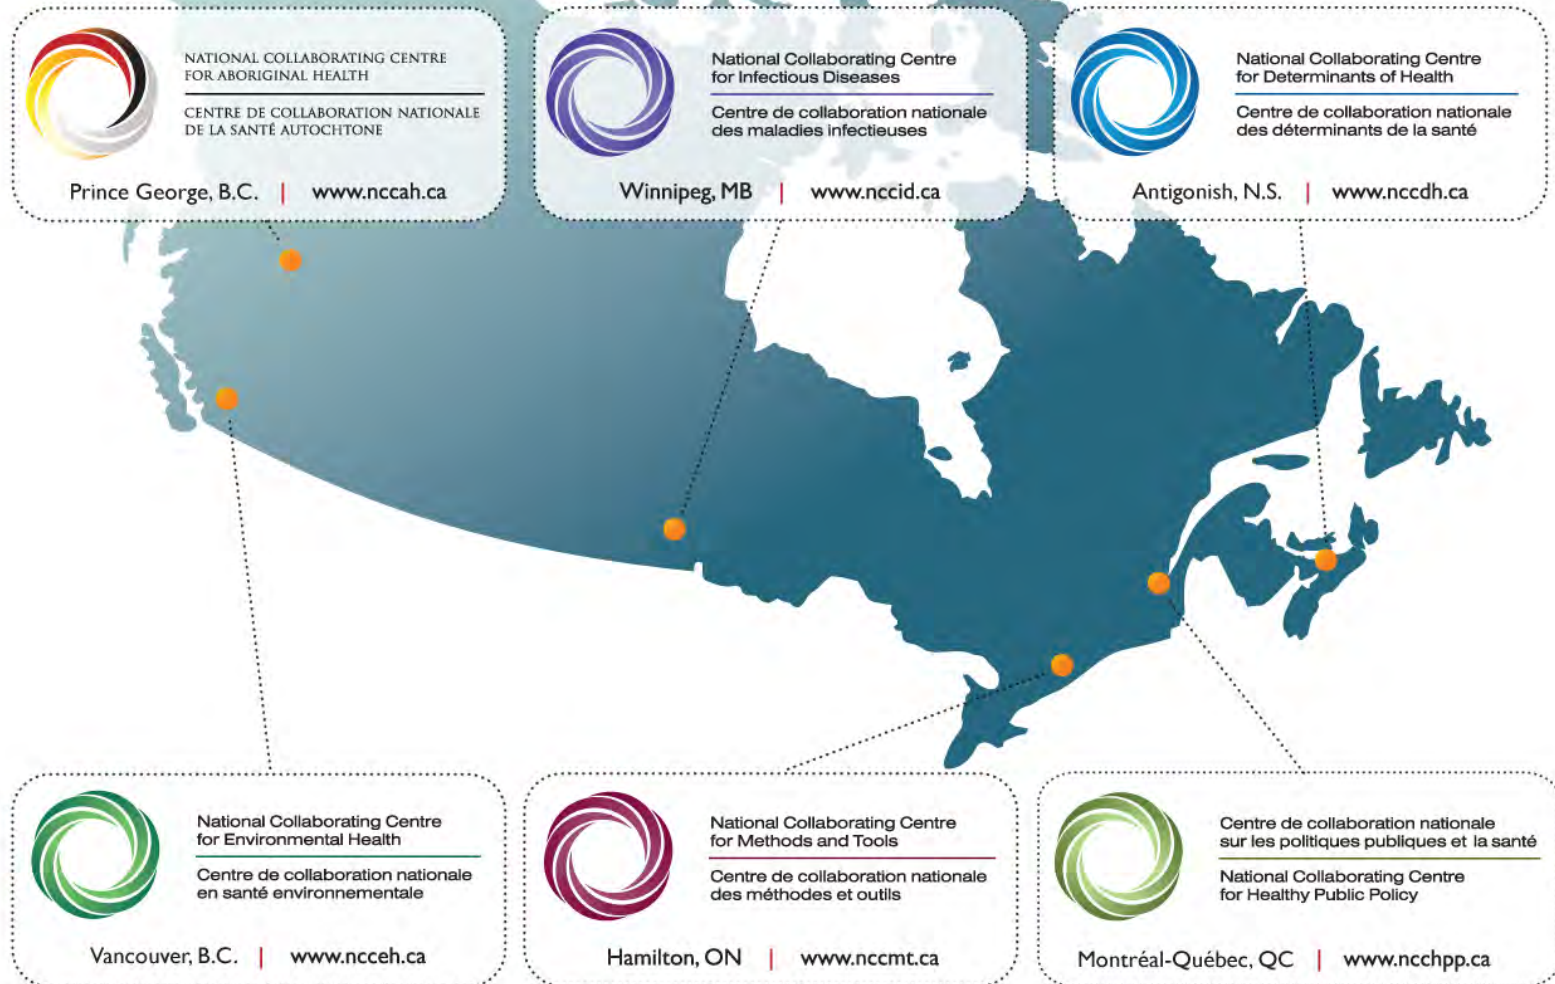 NATIONAL COLLABORATING CENTRE
FOR ABORIGINAL HEALTH
CENTRE DE COLLABORATION NATIONALE
DE LA SANTÉ AUTOCHTONE
Prince George, B.C. | www.nccah.ca
National Collaborating Centre
for Infectious Diseases
Centre de collaboration nationale
des maladies infectieuses
Winnipeg, MB | www.nccid.ca
National Collaborating Centre
for Determinants of Health
Centre de collaboration nationale
des déterminants de la santé
Antigonish, N.S. | www.nccdh.ca
National Collaborating Centre
for Environmental Health
Centre de collaboration nationale
en santé environnementale
Vancouver, B.C. | www.ncceh.ca
National Collaborating Centre
for Methods and Tools
Centre de collaboration nationale
des méthodes et outils
Hamilton, ON | www.nccmt.ca
Centre de collaboration nationale
sur les politiques publiques et la santé
National Collaborating Centre
for Healthy Public Policy
Montréal-Québec, QC | www.ncchpp.ca